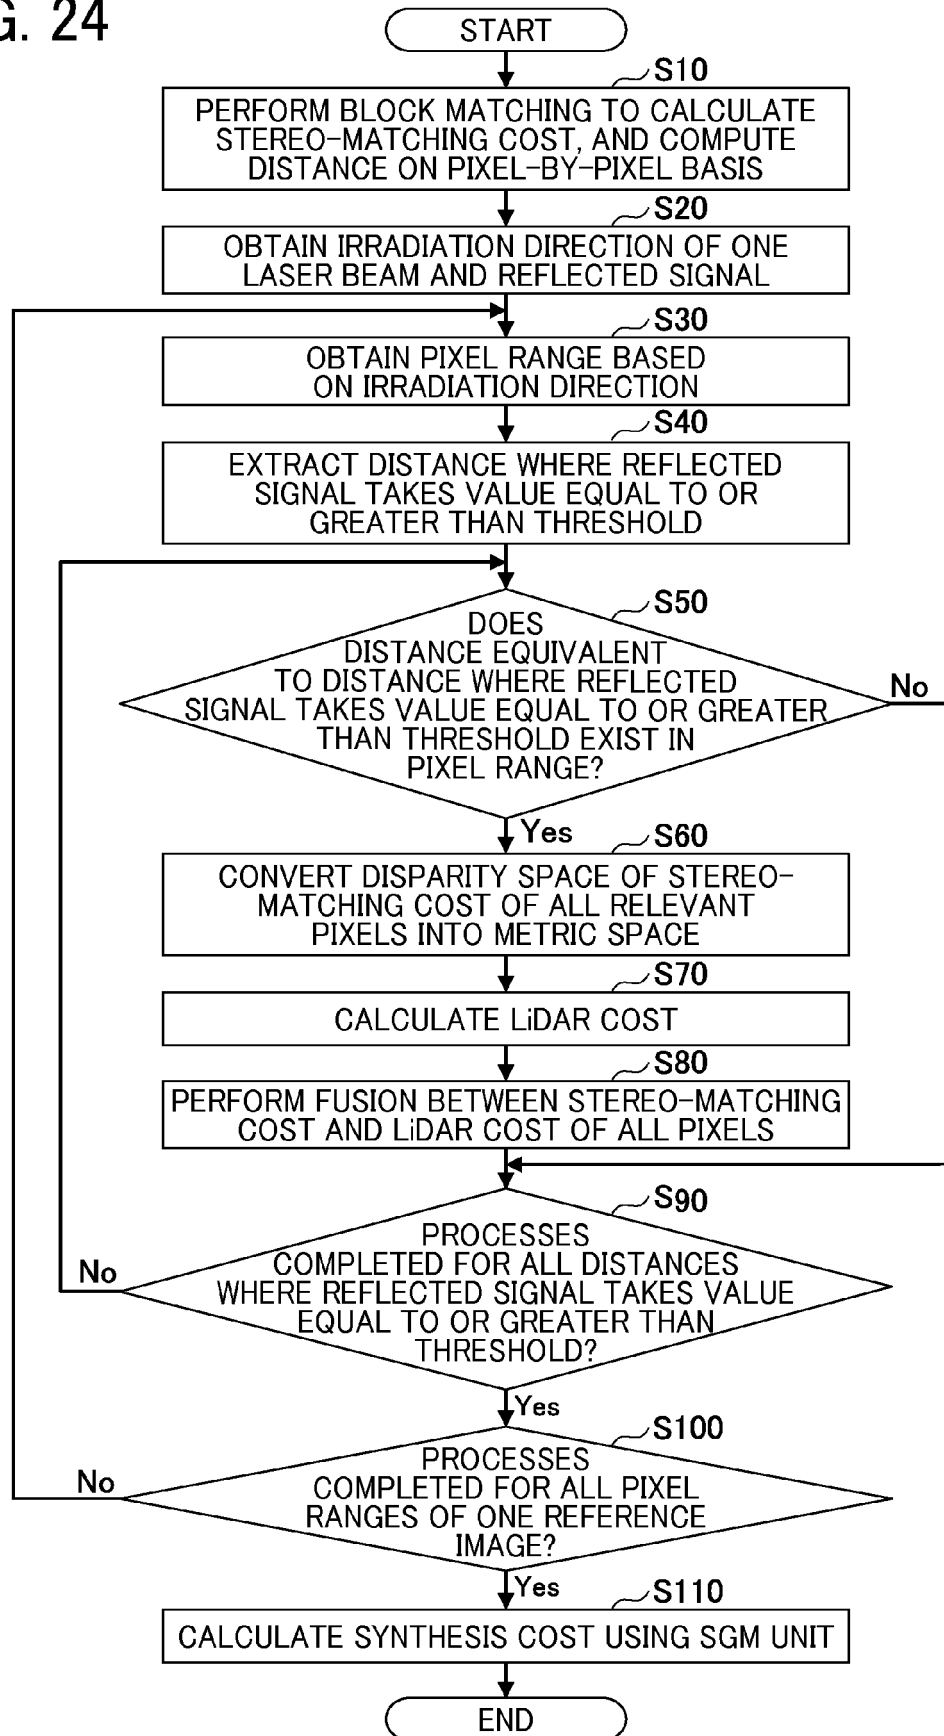 G. 24
START
S10
PERFORM BLOCK MATCHING TO CALCULATE
STEREO-MATCHING COST, AND COMPUTE
DISTANCE ON PIXEL-BY-PIXEL BASIS
S20
OBTAIN IRRADIATION DIRECTION OF ONE
LASER BEAM AND REFLECTED SIGNAL
S30
OBTAIN PIXEL RANGE BASED
ON IRRADIATION DIRECTION
S40
EXTRACT DISTANCE WHERE REFLECTED
SIGNAL TAKES VALUE EQUAL TO OR
GREATER THAN THRESHOLD
S50
DOES
DISTANCE EQUIVALENT
TO DISTANCE WHERE REFLECTED
SIGNAL TAKES VALUE EQUAL TO OR GREATER
THAN THRESHOLD EXIST IN
PIXEL RANGE?
No
Yes
S60
CONVERT DISPARITY SPACE OF STEREO-
MATCHING COST OF ALL RELEVANT
PIXELS INTO METRIC SPACE
S70
CALCULATE LiDAR COST
S80
PERFORM FUSION BETWEEN STEREO-MATCHING
COST AND LiDAR COST OF ALL PIXELS
S90
PROCESSES
COMPLETED FOR ALL DISTANCES
WHERE REFLECTED SIGNAL TAKES VALUE
EQUAL TO OR GREATER THAN
THRESHOLD?
No
Yes
S100
PROCESSES
COMPLETED FOR ALL PIXEL
RANGES OF ONE REFERENCE
IMAGE?
No
Yes
S110
CALCULATE SYNTHESIS COST USING SGM UNIT
END